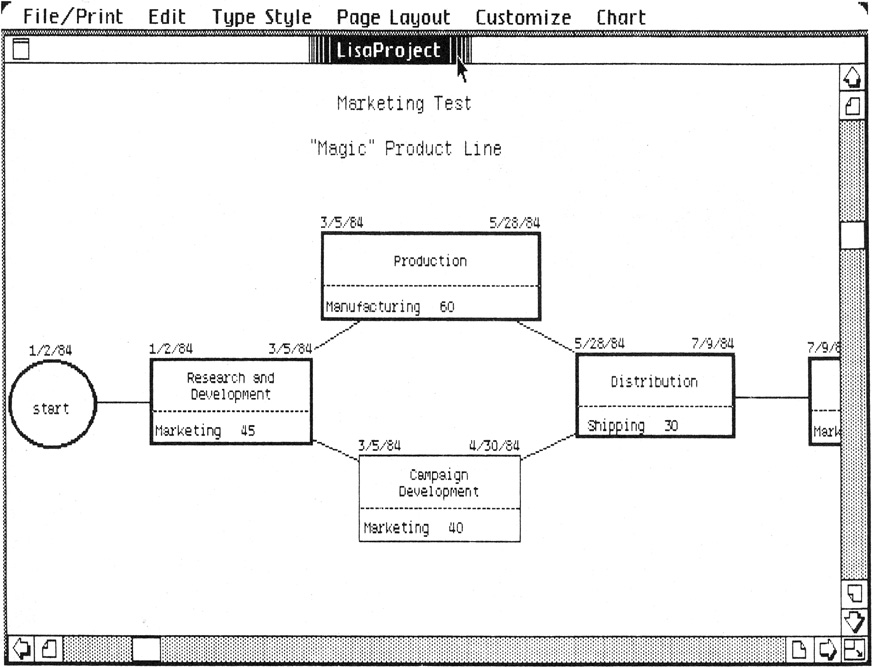 File/Print Edit Type Style Page Layout Customize Chart
LisaProject
Marketing Test
"Magic" Product Line
3/5/84 5/28/84
Production
Manufacturing 60
1/2/84
start
1/2/84 3/5/84
Research and
Development
Marketing 45
5/28/84 7/9/84
Distribution
Shipping 30
7/9/8
Mark
3/5/84 4/30/84
Campaign
Development
Marketing 40